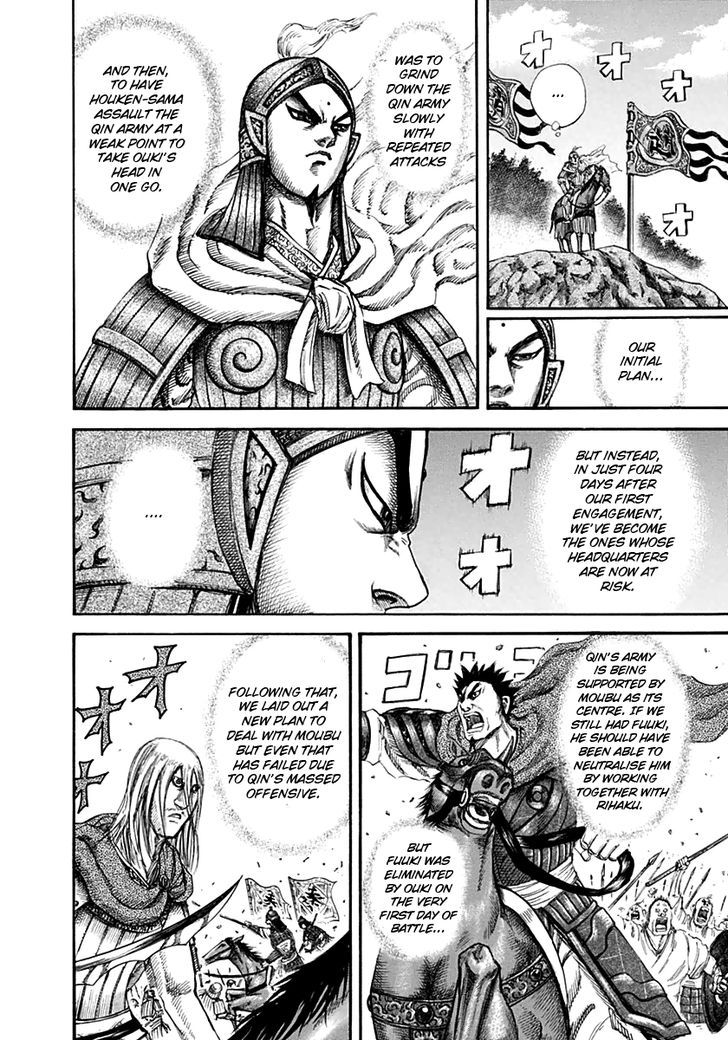 オ
オ
オ
...
OUR
INITIAL
PLAN...
WAS TO
GRIND
DOWN THE
QIN ARMY
SLOWLY
WITH
REPEATED
ATTACKS
AND THEN,
TO HAVE
HOUKEN-SAMA
ASSAULT THE
QIN ARMY AT A
WEAK POINT TO
TAKE OUKI'S
HEAD IN
ONE GO.
BUT INSTEAD,
IN JUST FOUR
DAYS AFTER
OUR FIRST
ENGAGEMENT,
WE'VE BECOME
THE ONES WHOSE
HEADQUARTERS
ARE NOW AT
RISK.
オ
オ
....
QIN'S ARMY
IS BEING
SUPPORTED BY
MOUBU AS ITS
CENTRE. IF WE
STILL HAD FUUKI,
HE SHOULD HAVE
BEEN ABLE TO
NEUTRALISE HIM
BY WORKING
TOGETHER WITH
RIHAKU.
ゴ
BUT
FUUKI WAS
ELIMINATED
BY OUKI ON
THE VERY
FIRST DAY OF
BATTLE...
FOLLOWING THAT,
WE LAID OUT A
NEW PLAN TO
DEAL WITH MOUBU
BUT EVEN THAT
HAS FAILED DUE
TO QIN'S MASSED
OFFENSIVE.
オ
オ
オ